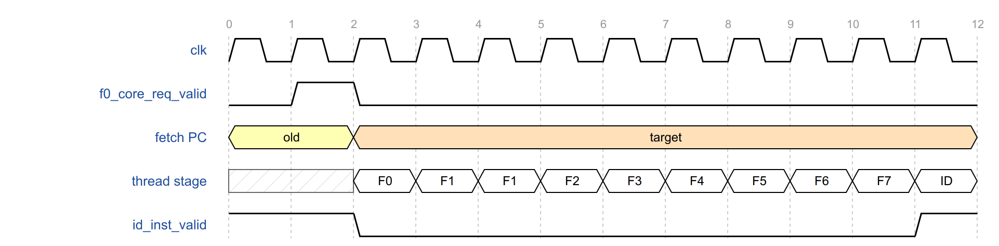 0 1 2 3 4 5 6 7 8 9 10 11 12
clk
f0_core_req_valid
fetch PC old target
thread stage F0 F1 F1 F2 F3 F4 F5 F6 F7 ID
id_inst_valid